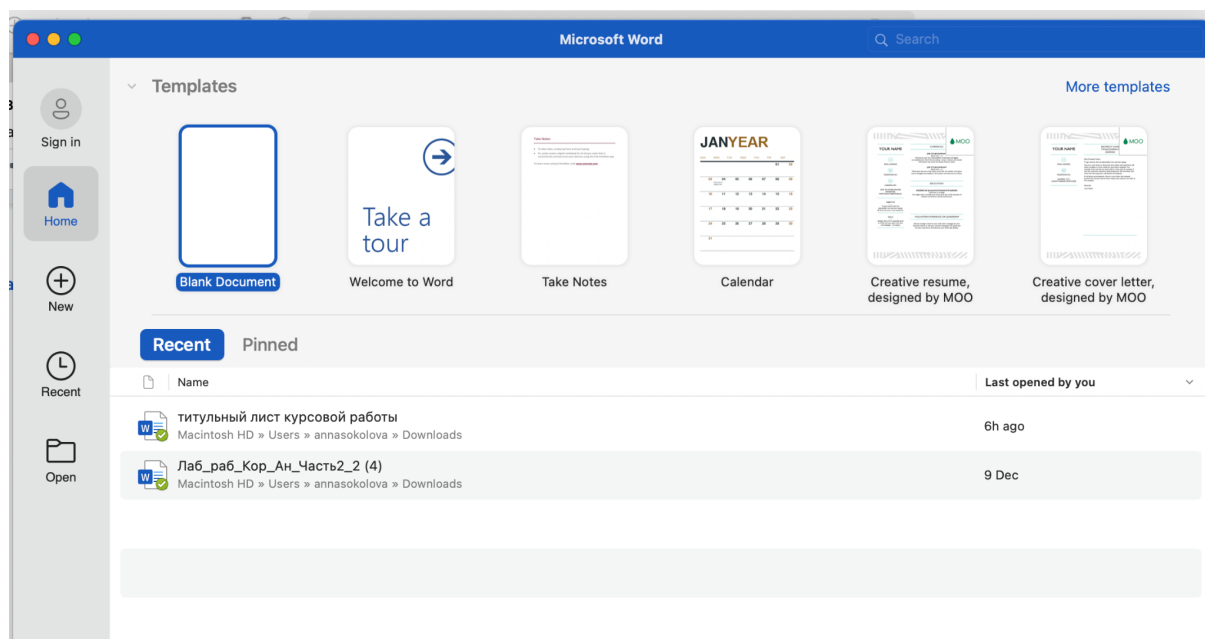 Microsoft Word
Search
Sign in
Home
New
Recent
Open
Templates
More templates
Blank Document
Take a
tour
Welcome to Word
Take Notes
Take Notes
JANYEAR
Calendar
YOUR NAME
MOO
Creative resume,
designed by MOO
YOUR NAME
MOO
Creative cover letter,
designed by MOO
Recent
Pinned
Name
Last opened by you
титульный лист курсовой работы
Macintosh HD » Users » annasokolova » Downloads
6h ago
Лаб_раб_Кор_Ан_Часть2_2 (4)
Macintosh HD » Users » annasokolova » Downloads
9 Dec